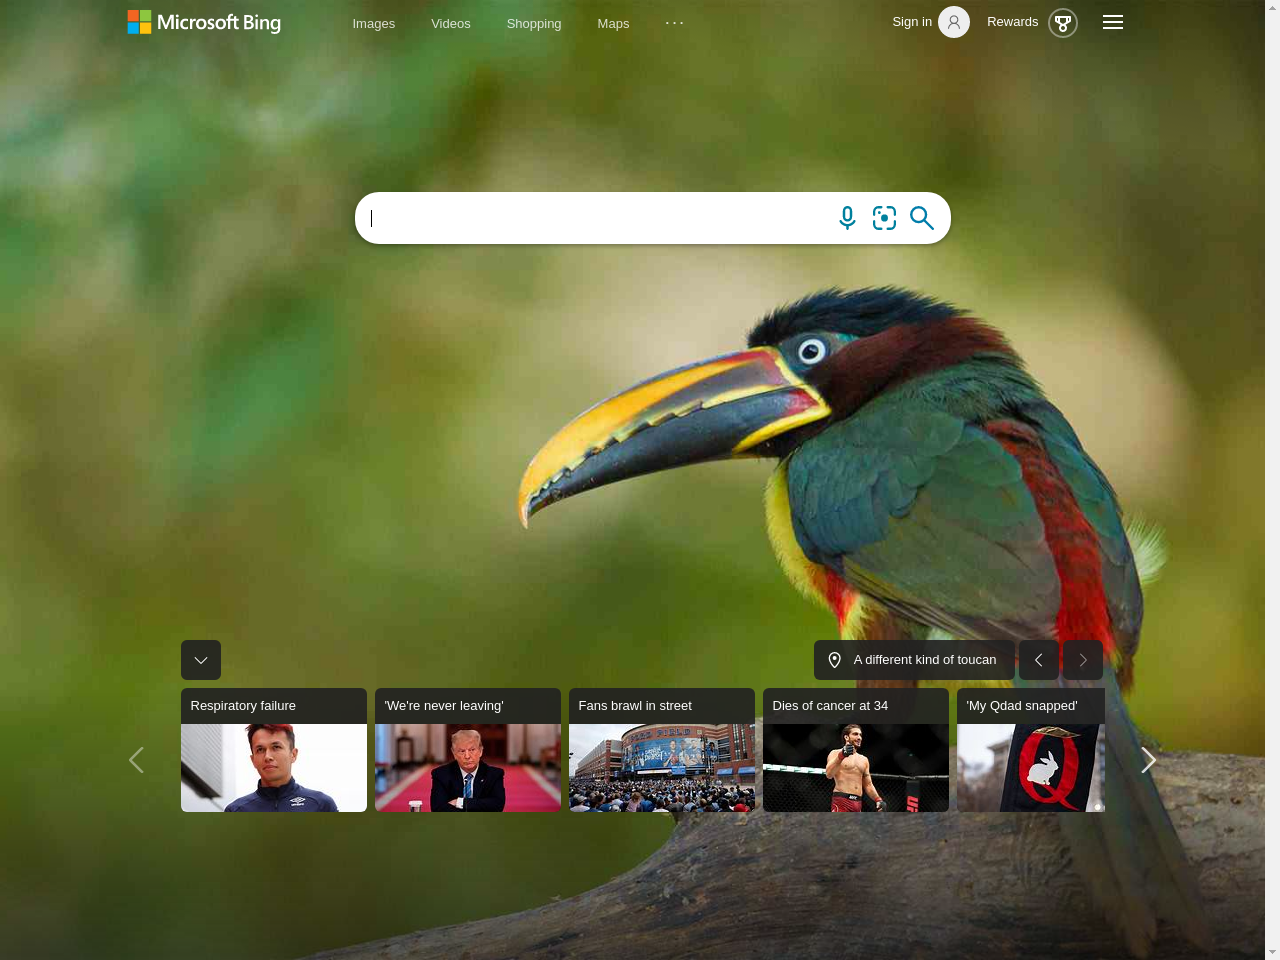 Microsoft Bing
Images
Videos
Shopping
Maps
...
Sign in
Rewards
A different kind of toucan
Respiratory failure
'We're never leaving'
Fans brawl in street
Dies of cancer at 34
'My Qdad snapped'
Q